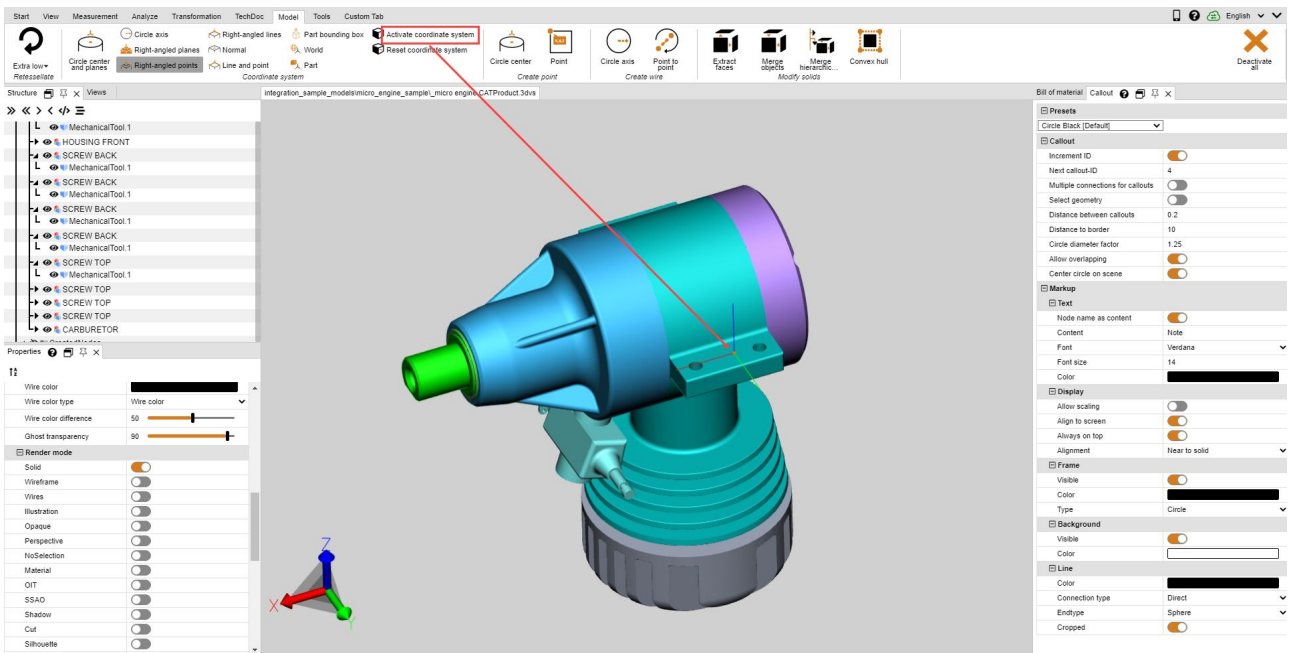 Start View Measurement Analyze Transformation TechDoc Model Tools Custom Tab English
Extra low
Retessellate
Circle center and planes
Circle axis
Right-angled planes
Right-angled points
Right-angled lines
Normal
Line and point
Part bounding box
World
Part
Activate coordinate system
Reset coordinate system
Coordinate system
Circle center
Point
Create point
Circle axis
Point to point
Create wire
Extract faces
Merge objects
Merge hierarchic...
Convex hull
Modify solids
Deactivate all
Structure
Views
integration_sample_models\micro_engine_sample\_micro engine.CATProduct.3dvs
MechanicalTool.1
HOUSING FRONT
SCREW BACK
MechanicalTool.1
SCREW BACK
MechanicalTool.1
SCREW BACK
MechanicalTool.1
SCREW BACK
MechanicalTool.1
SCREW TOP
MechanicalTool.1
SCREW TOP
SCREW TOP
SCREW TOP
CARBURETOR
Properties
Wire color
Wire color type Wire color
Wire color difference 50
Ghost transparency 90
Render mode
Solid
Wireframe
Wires
Illustration
Opaque
Perspective
NoSelection
Material
OIT
SSAO
Shadow
Cut
Silhouette
Z
X
Y
Bill of material Callout
Presets
Circle Black [Default]
Callout
Increment ID
Next callout-ID 4
Multiple connections for callouts
Select geometry
Distance between callouts 0.2
Distance to border 10
Circle diameter factor 1.25
Allow overlapping
Center circle on scene
Markup
Text
Node name as content
Content Note
Font Verdana
Font size 14
Color
Display
Allow scaling
Align to screen
Always on top
Alignment Near to solid
Frame
Visible
Color
Type Circle
Background
Visible
Color
Line
Color
Connection type Direct
Endtype Sphere
Cropped